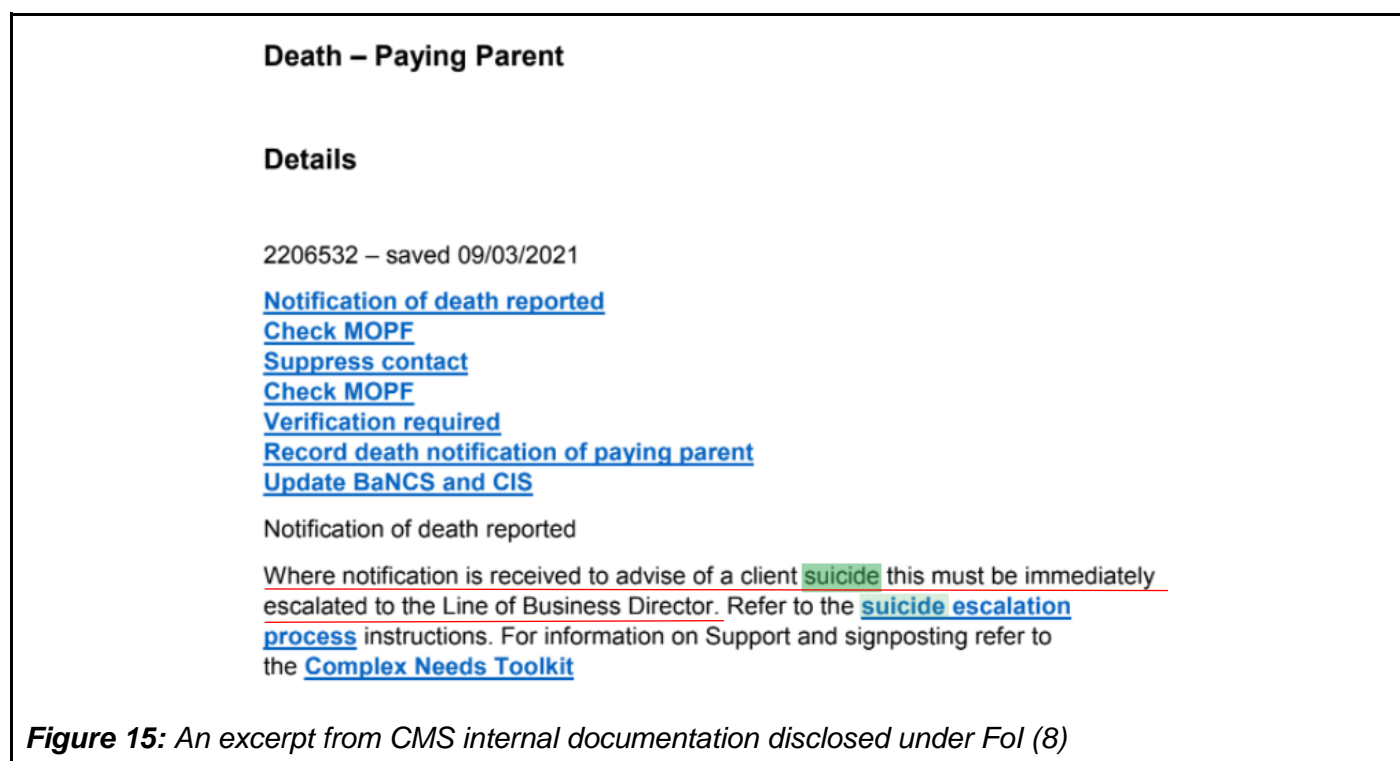 Death – Paying Parent
Details
2206532 – saved 09/03/2021
Notification of death reported
Check MOPF
Suppress contact
Check MOPF
Verification required
Record death notification of paying parent
Update BaNCS and CIS
Notification of death reported
Where notification is received to advise of a client suicide this must be immediately
escalated to the Line of Business Director. Refer to the suicide escalation
process instructions. For information on Support and signposting refer to
the Complex Needs Toolkit
Figure 15: An excerpt from CMS internal documentation disclosed under FoI (8)